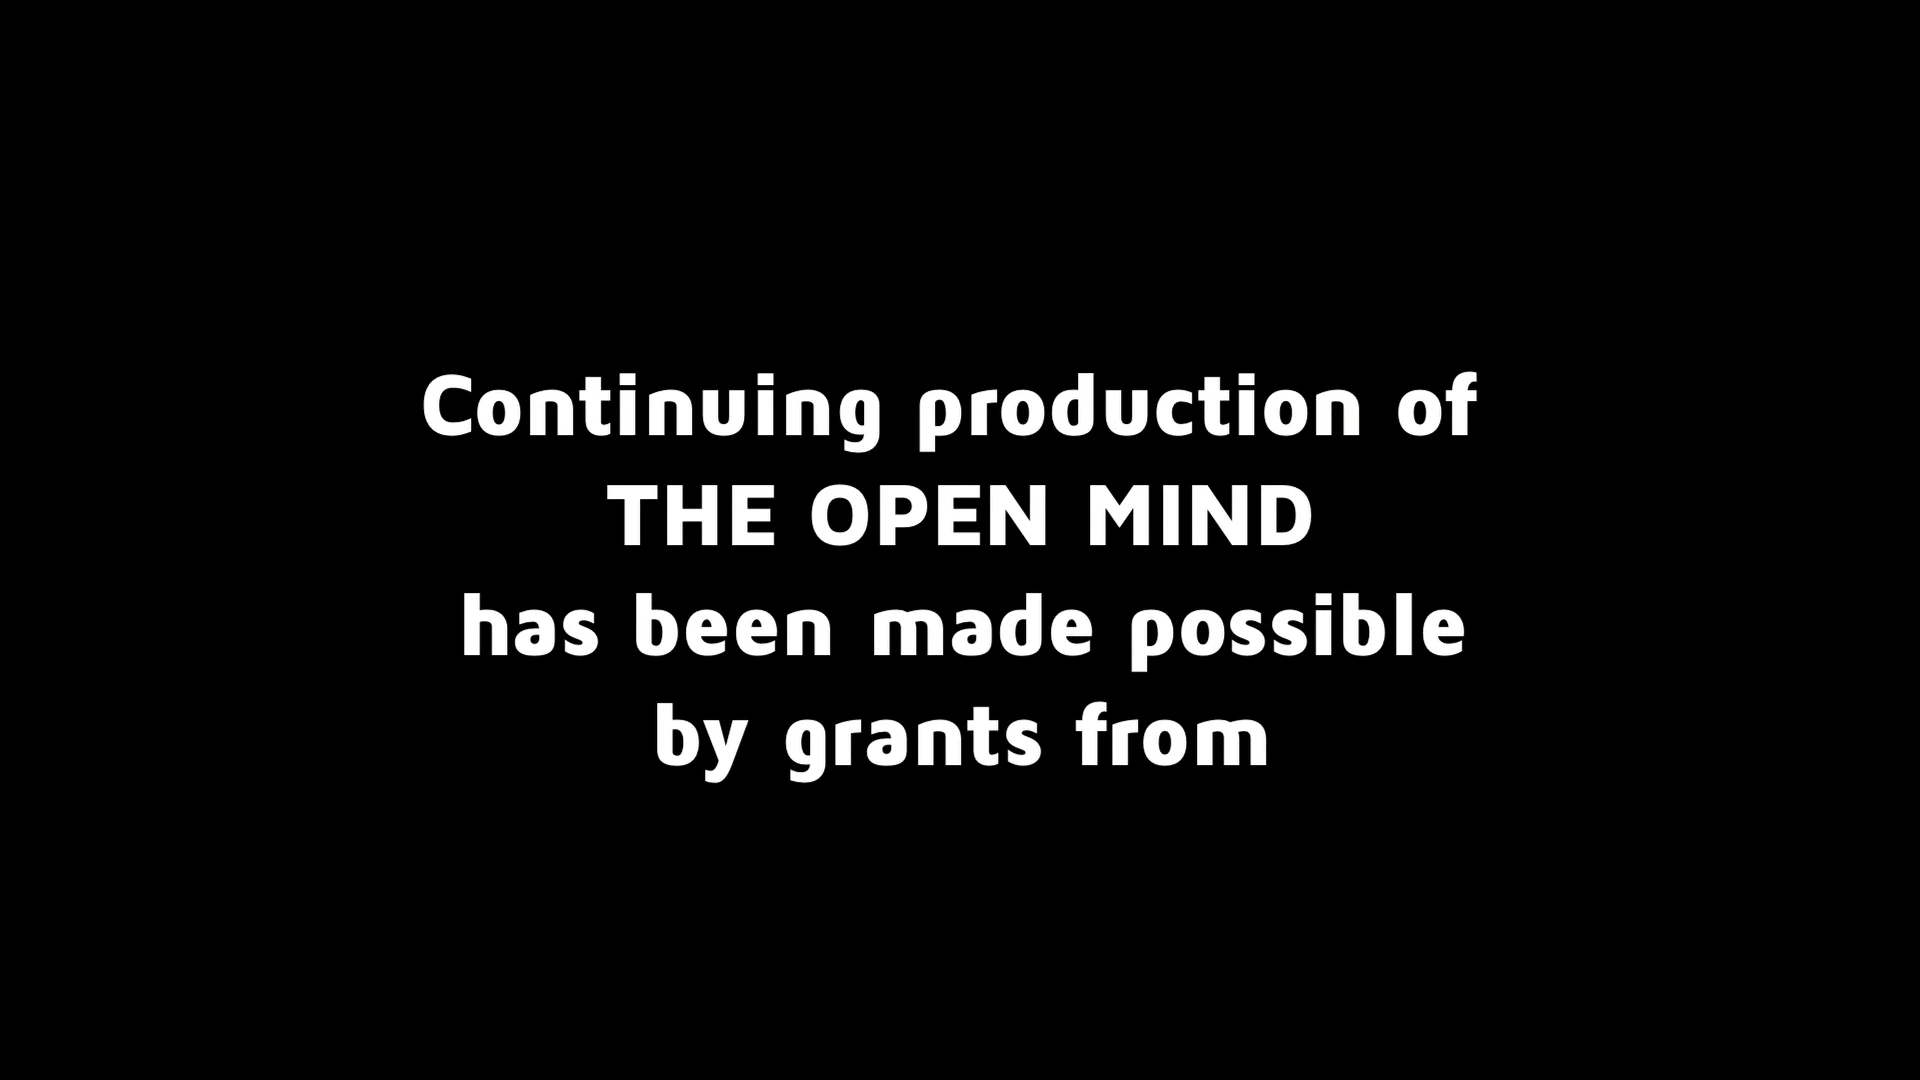 Continuing production of
THE OPEN MIND
has been made possible
by grants from